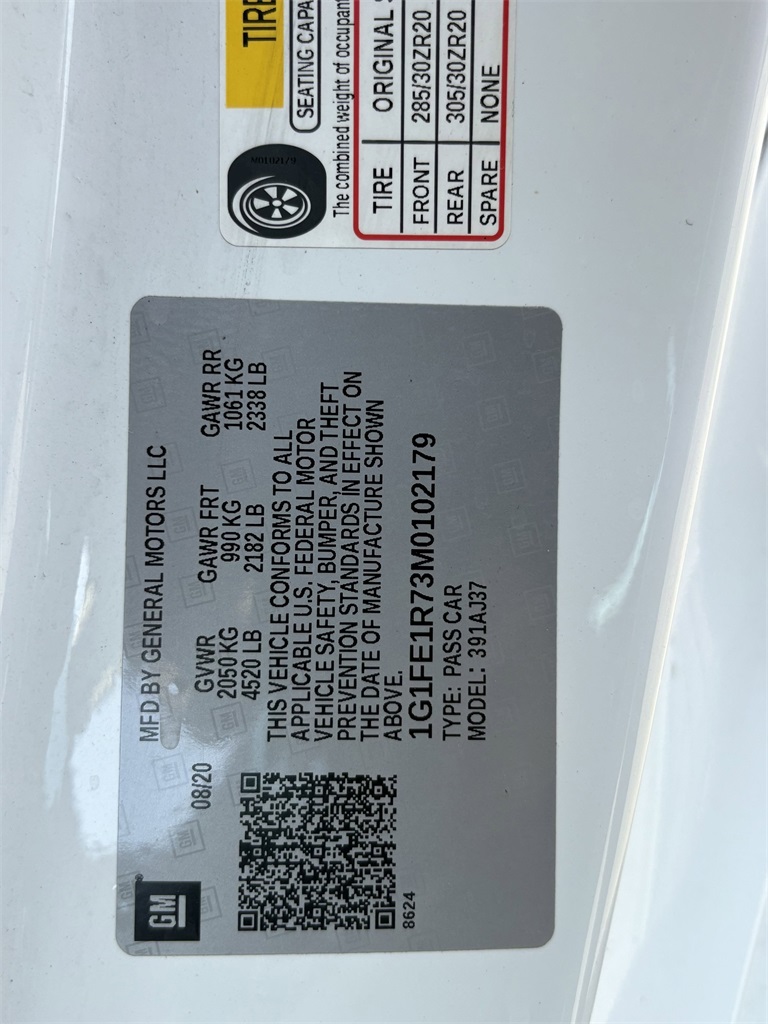 MFD BY GENERAL MOTORS LLC
08/20
GVWR GAWR FRT GAWR RR
2050 KG 990 KG 1061 KG
4520 LB 2182 LB 2338 LB
THIS VEHICLE CONFORMS TO ALL
APPLICABLE U.S. FEDERAL MOTOR
VEHICLE SAFETY, BUMPER, AND THEFT
PREVENTION STANDARDS IN EFFECT ON
THE DATE OF MANUFACTURE SHOWN
ABOVE.
1G1FE1R73M0102179
TYPE: PASS CAR
MODEL: 391AJ37
GM®
8624
TIRE
SEATING CAPA
M0102179
The combined weight of occupant
TIRE ORIGINAL S
FRONT 285/30ZR20
REAR 305/30ZR20
SPARE NONE